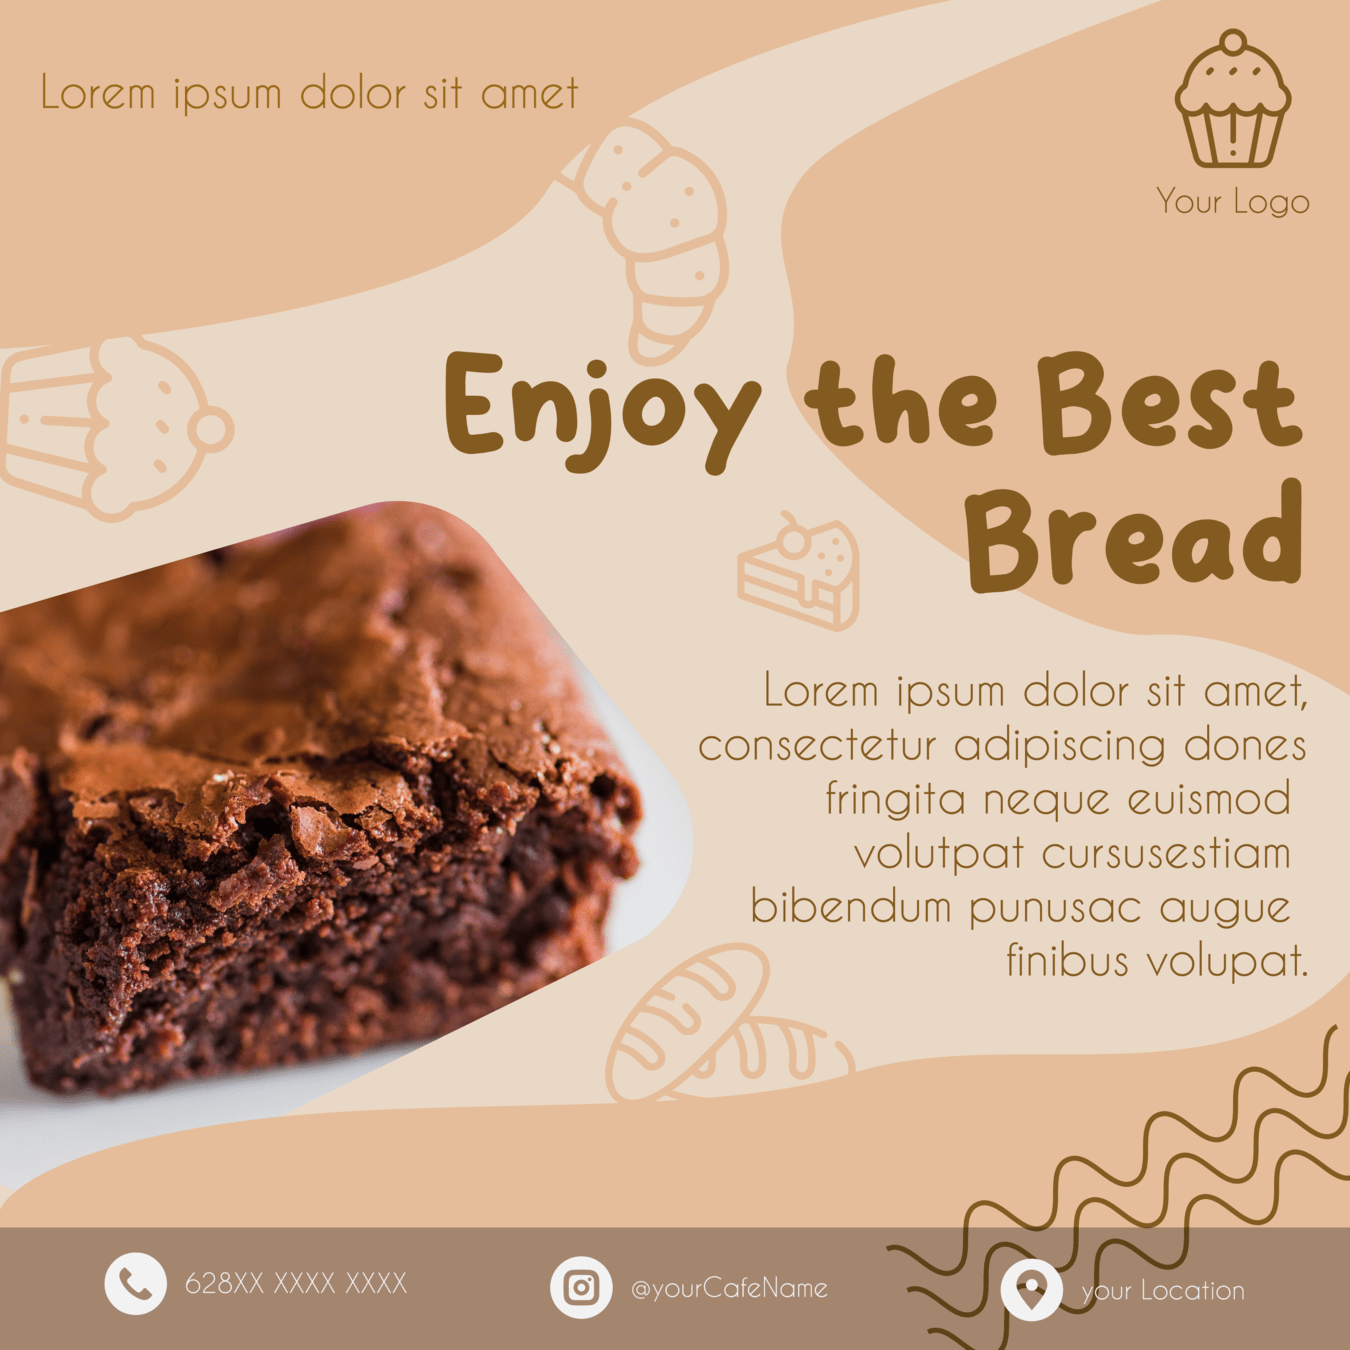 Lorem ipsum dolor sit amet
Your Logo
Enjoy the Best
Bread
Lorem ipsum dolor sit amet,
consectetur adipiscing dones
fringita neque euismod
volutpat cursusestiam
bibendum punusac augue
finibus volupat.
628XX XXXX XXXX
@yourCafeName
your Location